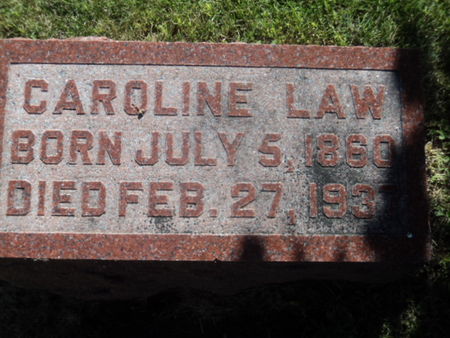 CAROLINE LAW
BORN JULY 5, 1860
DIED FEB. 27,